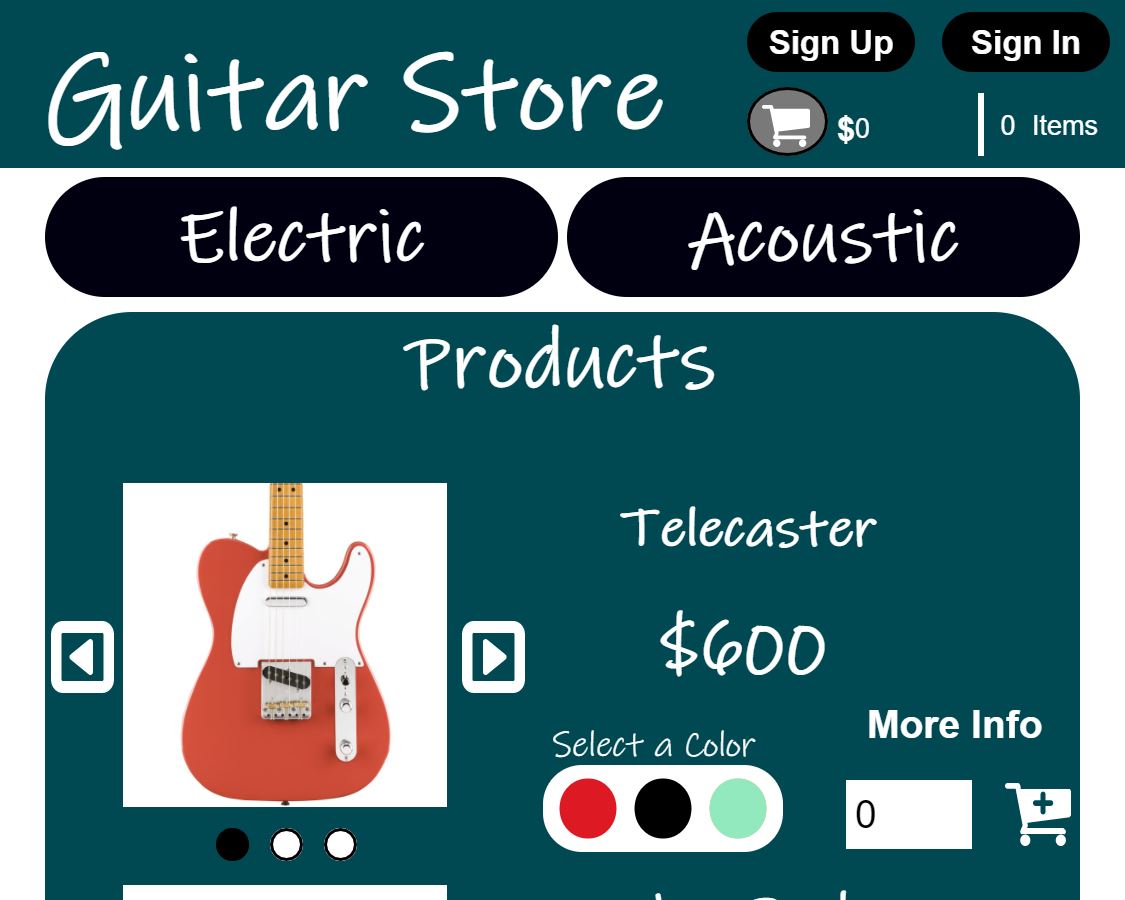 Sign Up Sign In
Guitar Store
$0 0 Items
Electric Acoustic
Products
Telecaster
$600
More Info
Select a Color
0